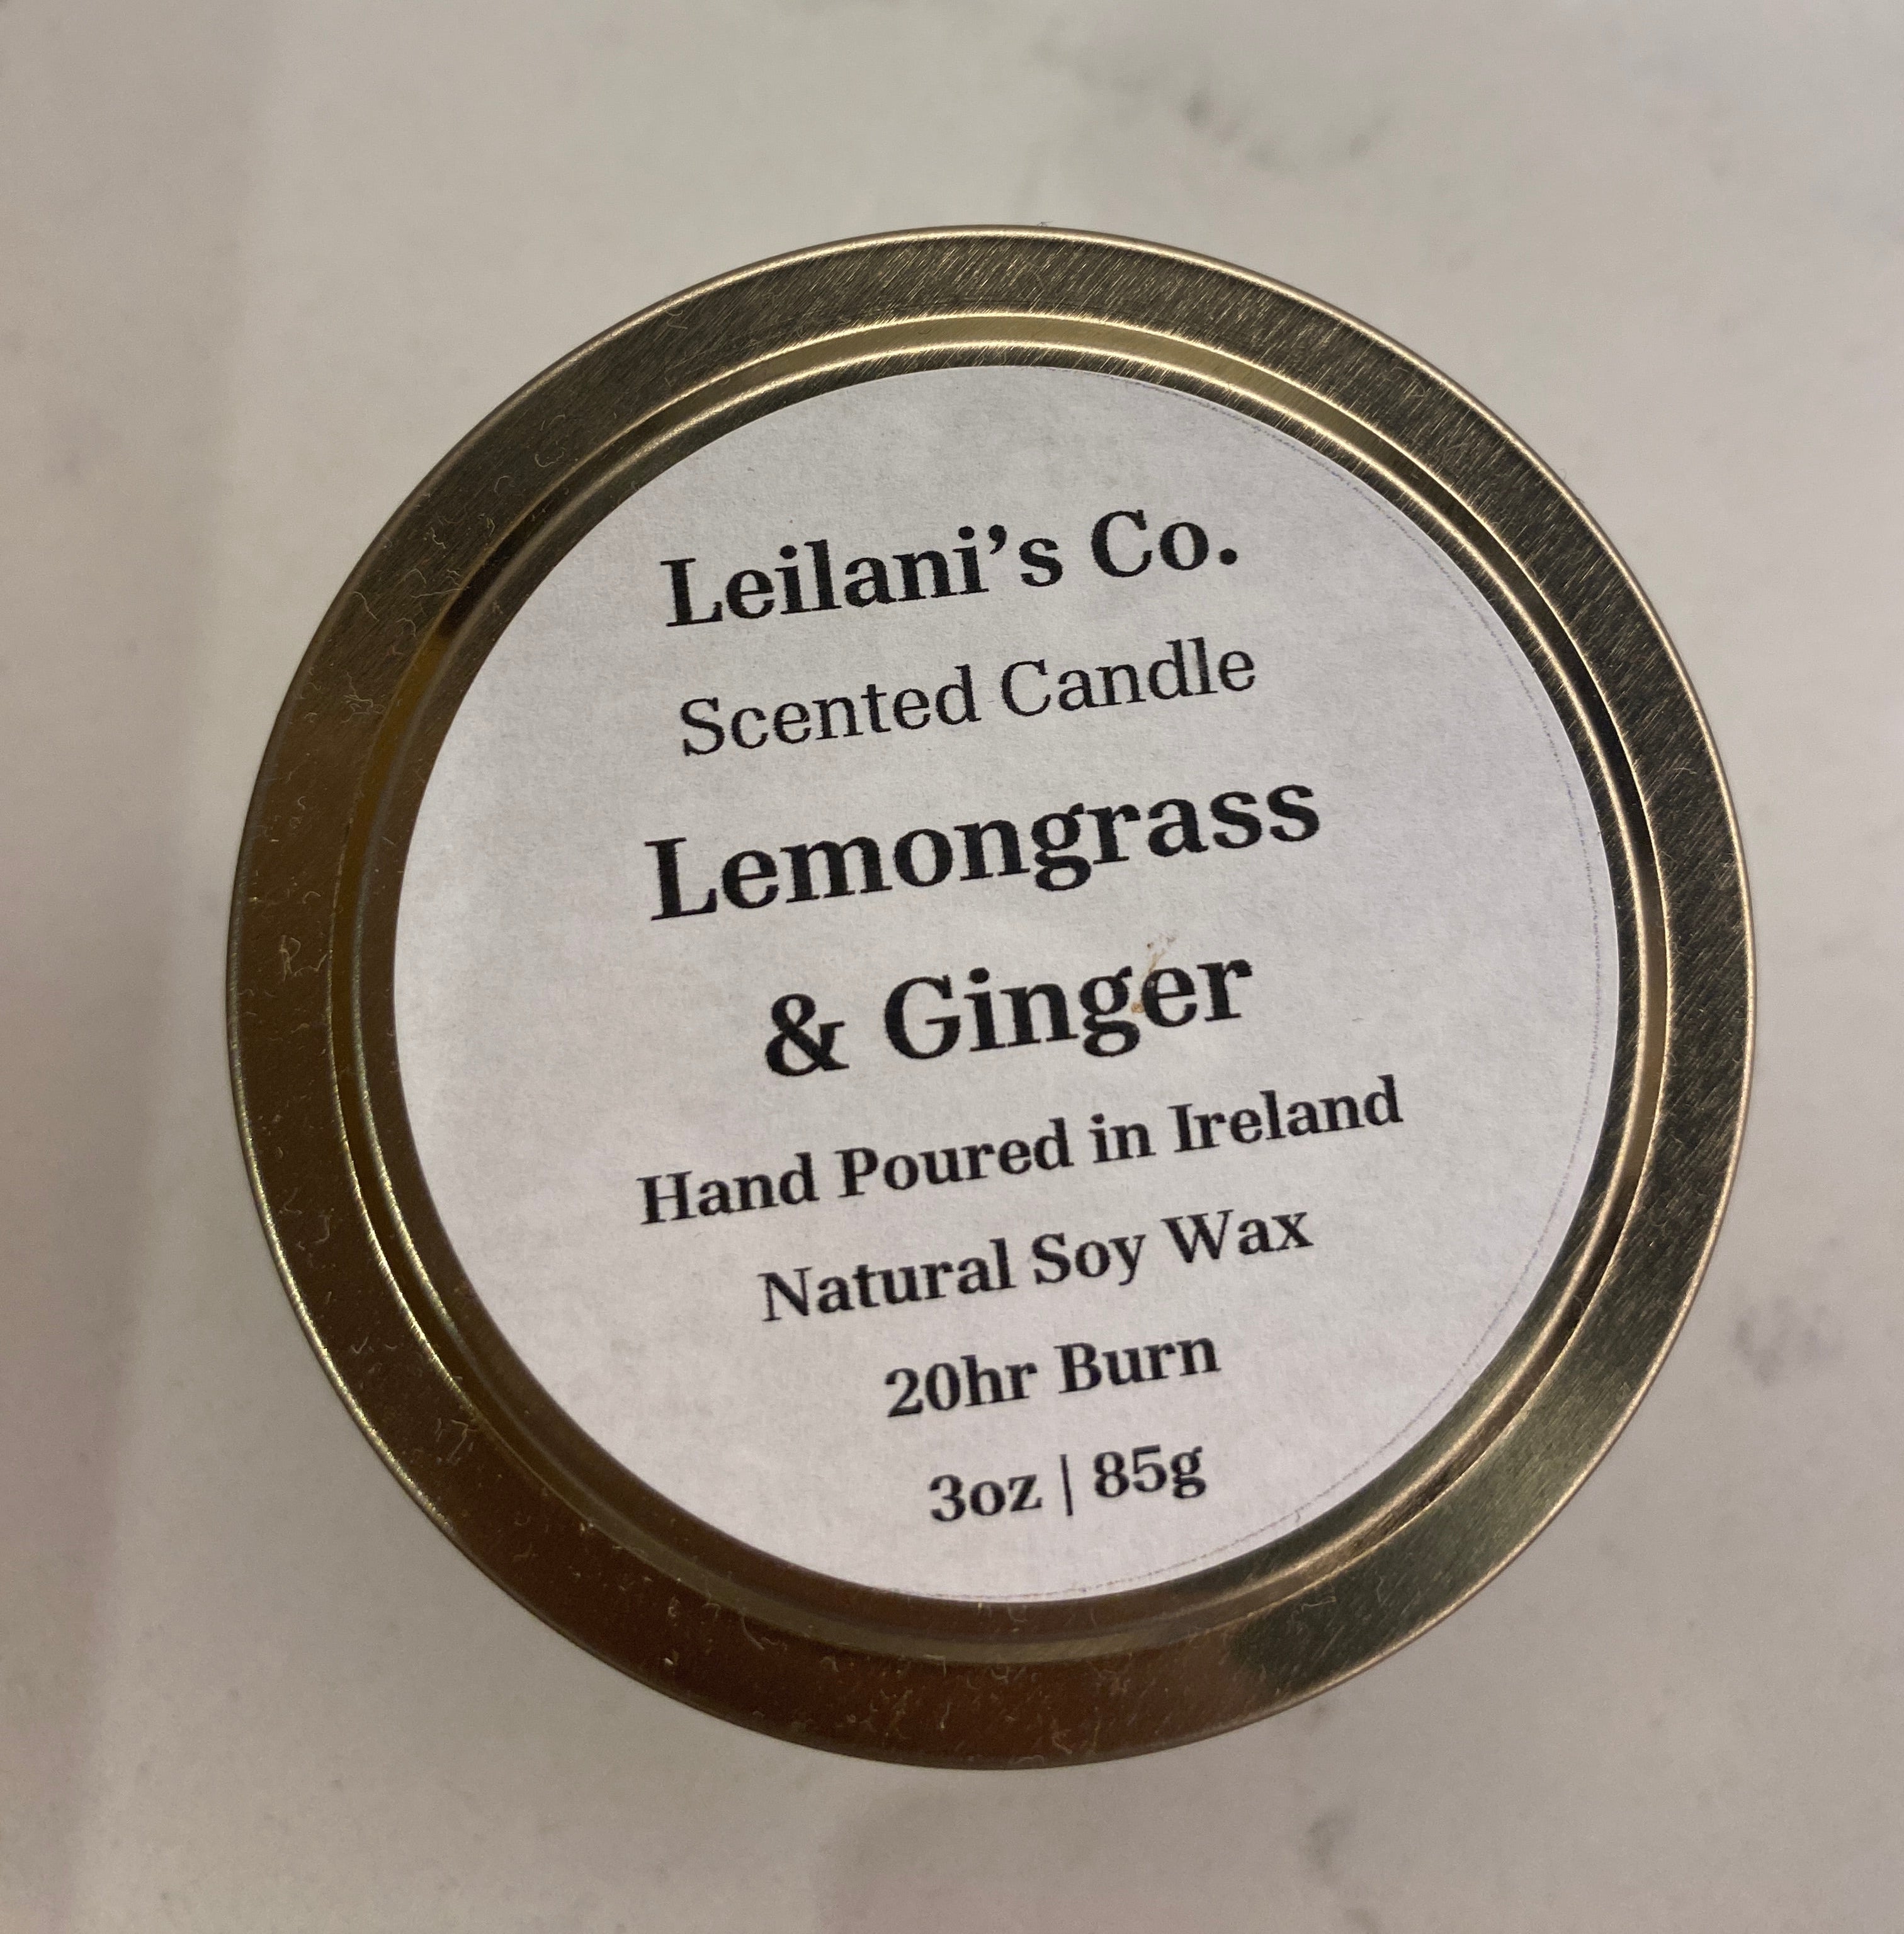 Leilani’s Co.
Scented Candle
Lemongrass
& Ginger
Hand Poured in Ireland
Natural Soy Wax
20hr Burn
3oz | 85g